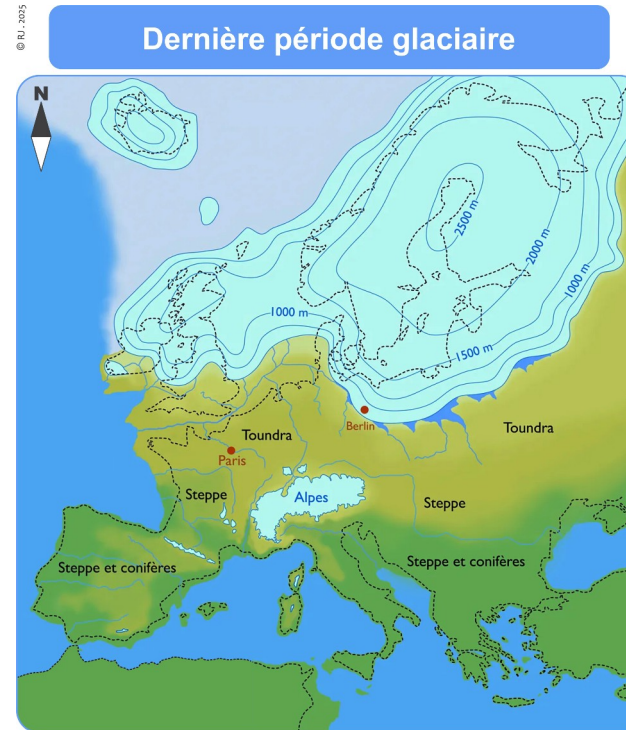 © RJ . 2025
Dernière période glaciaire
N
2500 m
2000 m
1000 m
1000 m
1500 m
Berlin
Toundra
Toundra
Paris
Steppe
Alpes
Steppe
Steppe et conifères
Steppe et conifères